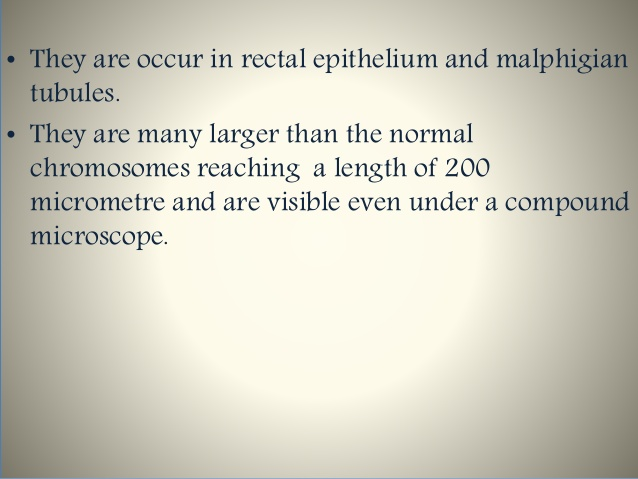 • They are occur in rectal epithelium and malphigian
tubules.
• They are many larger than the normal
chromosomes reaching a length of 200
micrometre and are visible even under a compound
microscope.